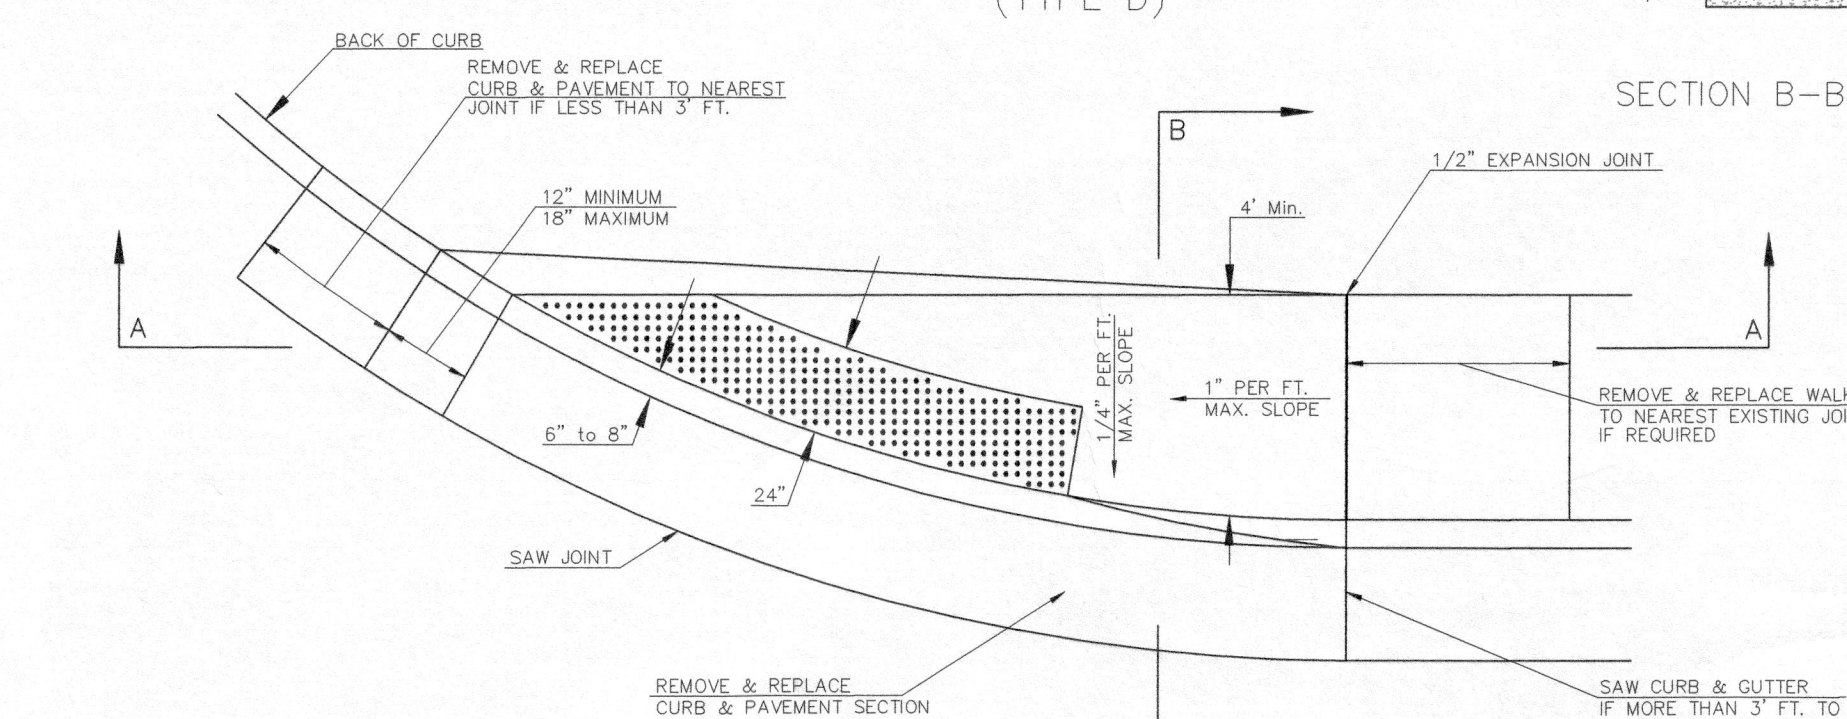 (TYPE D)
BACK OF CURB
REMOVE & REPLACE
CURB & PAVEMENT TO NEAREST
JOINT IF LESS THAN 3' FT.
SECTION B-B
B
1/2" EXPANSION JOINT
12" MINIMUM
18" MAXIMUM
4' Min.
A
A
1/4" PER FT.
MAX. SLOPE
1" PER FT.
MAX. SLOPE
REMOVE & REPLACE WALK
TO NEAREST EXISTING
IF REQUIRED
6" to 8"
24"
SAW JOINT
REMOVE & REPLACE
CURB & PAVEMENT SECTION
SAW CURB & GUTTER
IF MORE THAN 3' FT. TO